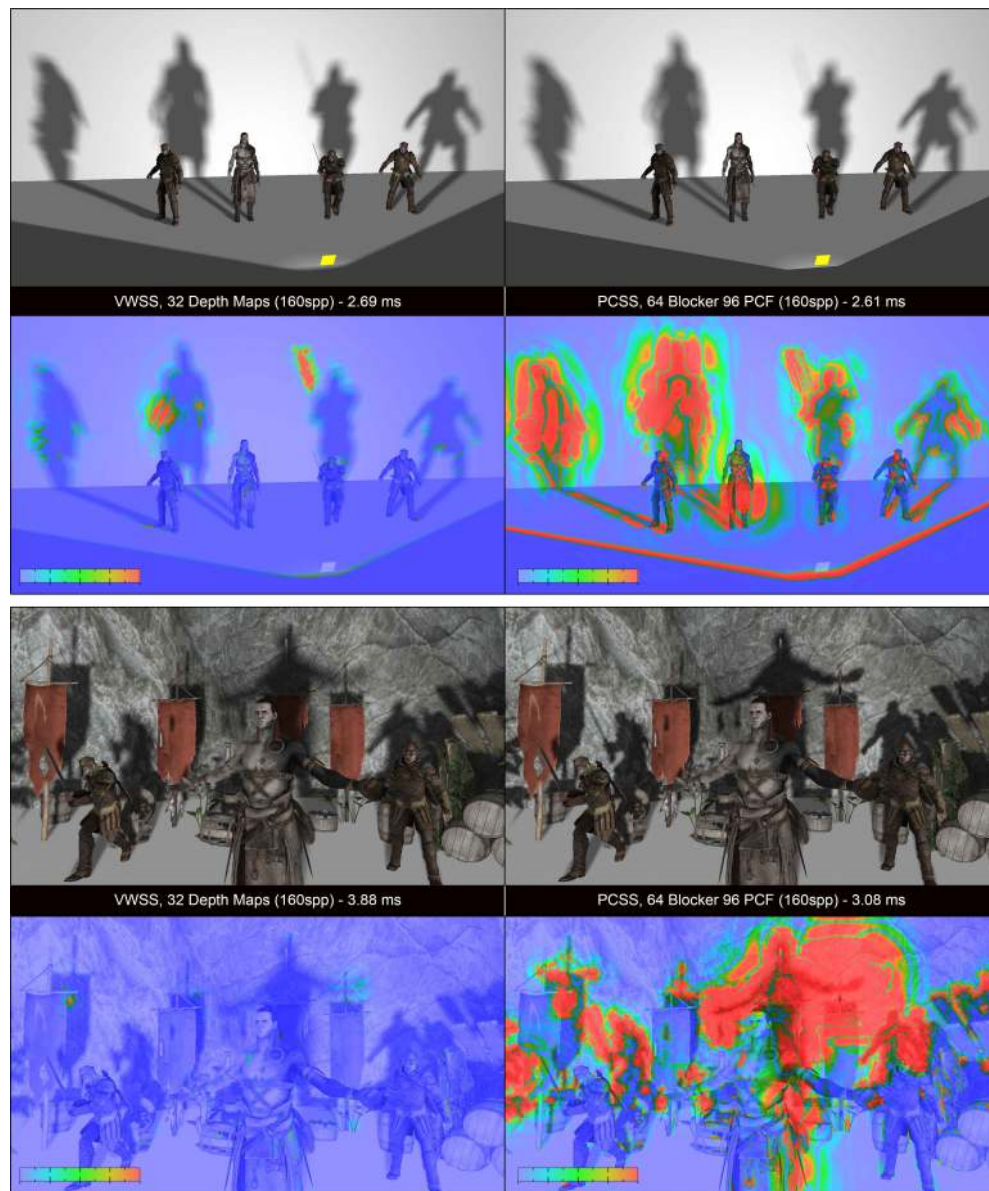 VWSS, 32 Depth Maps (160spp) - 2.69 ms
PCSS, 64 Blocker 96 PCF (160spp) - 2.61 ms
VWSS, 32 Depth Maps (160spp) - 3.88 ms
PCSS, 64 Blocker 96 PCF (160spp) - 3.08 ms